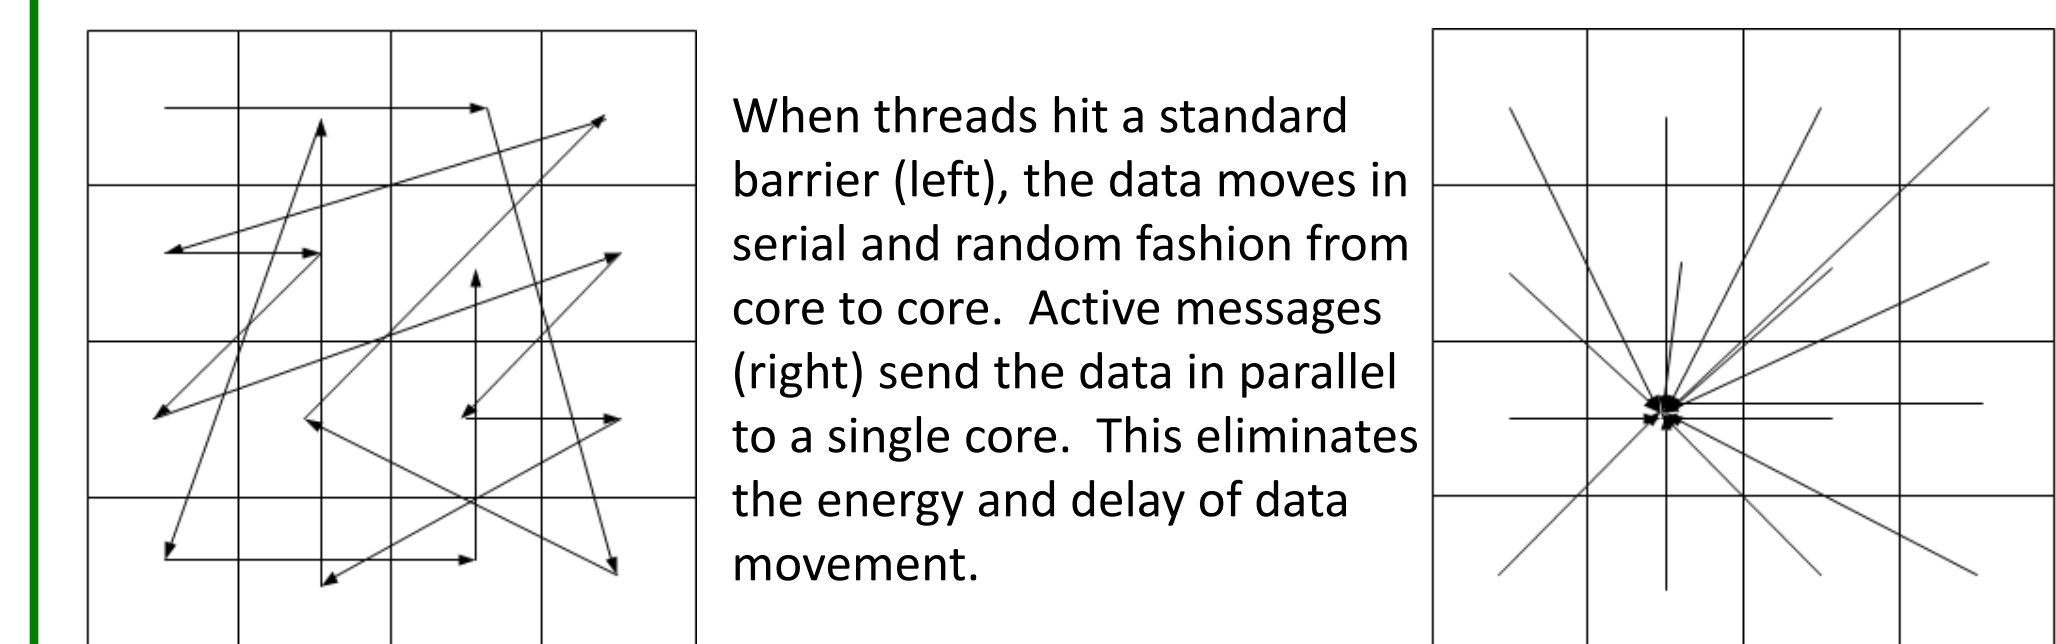 When threads hit a standard
barrier (left), the data moves in
serial and random fashion from
core to core.  Active messages
(right) send the data in parallel
to a single core.  This eliminates
the energy and delay of data
movement.